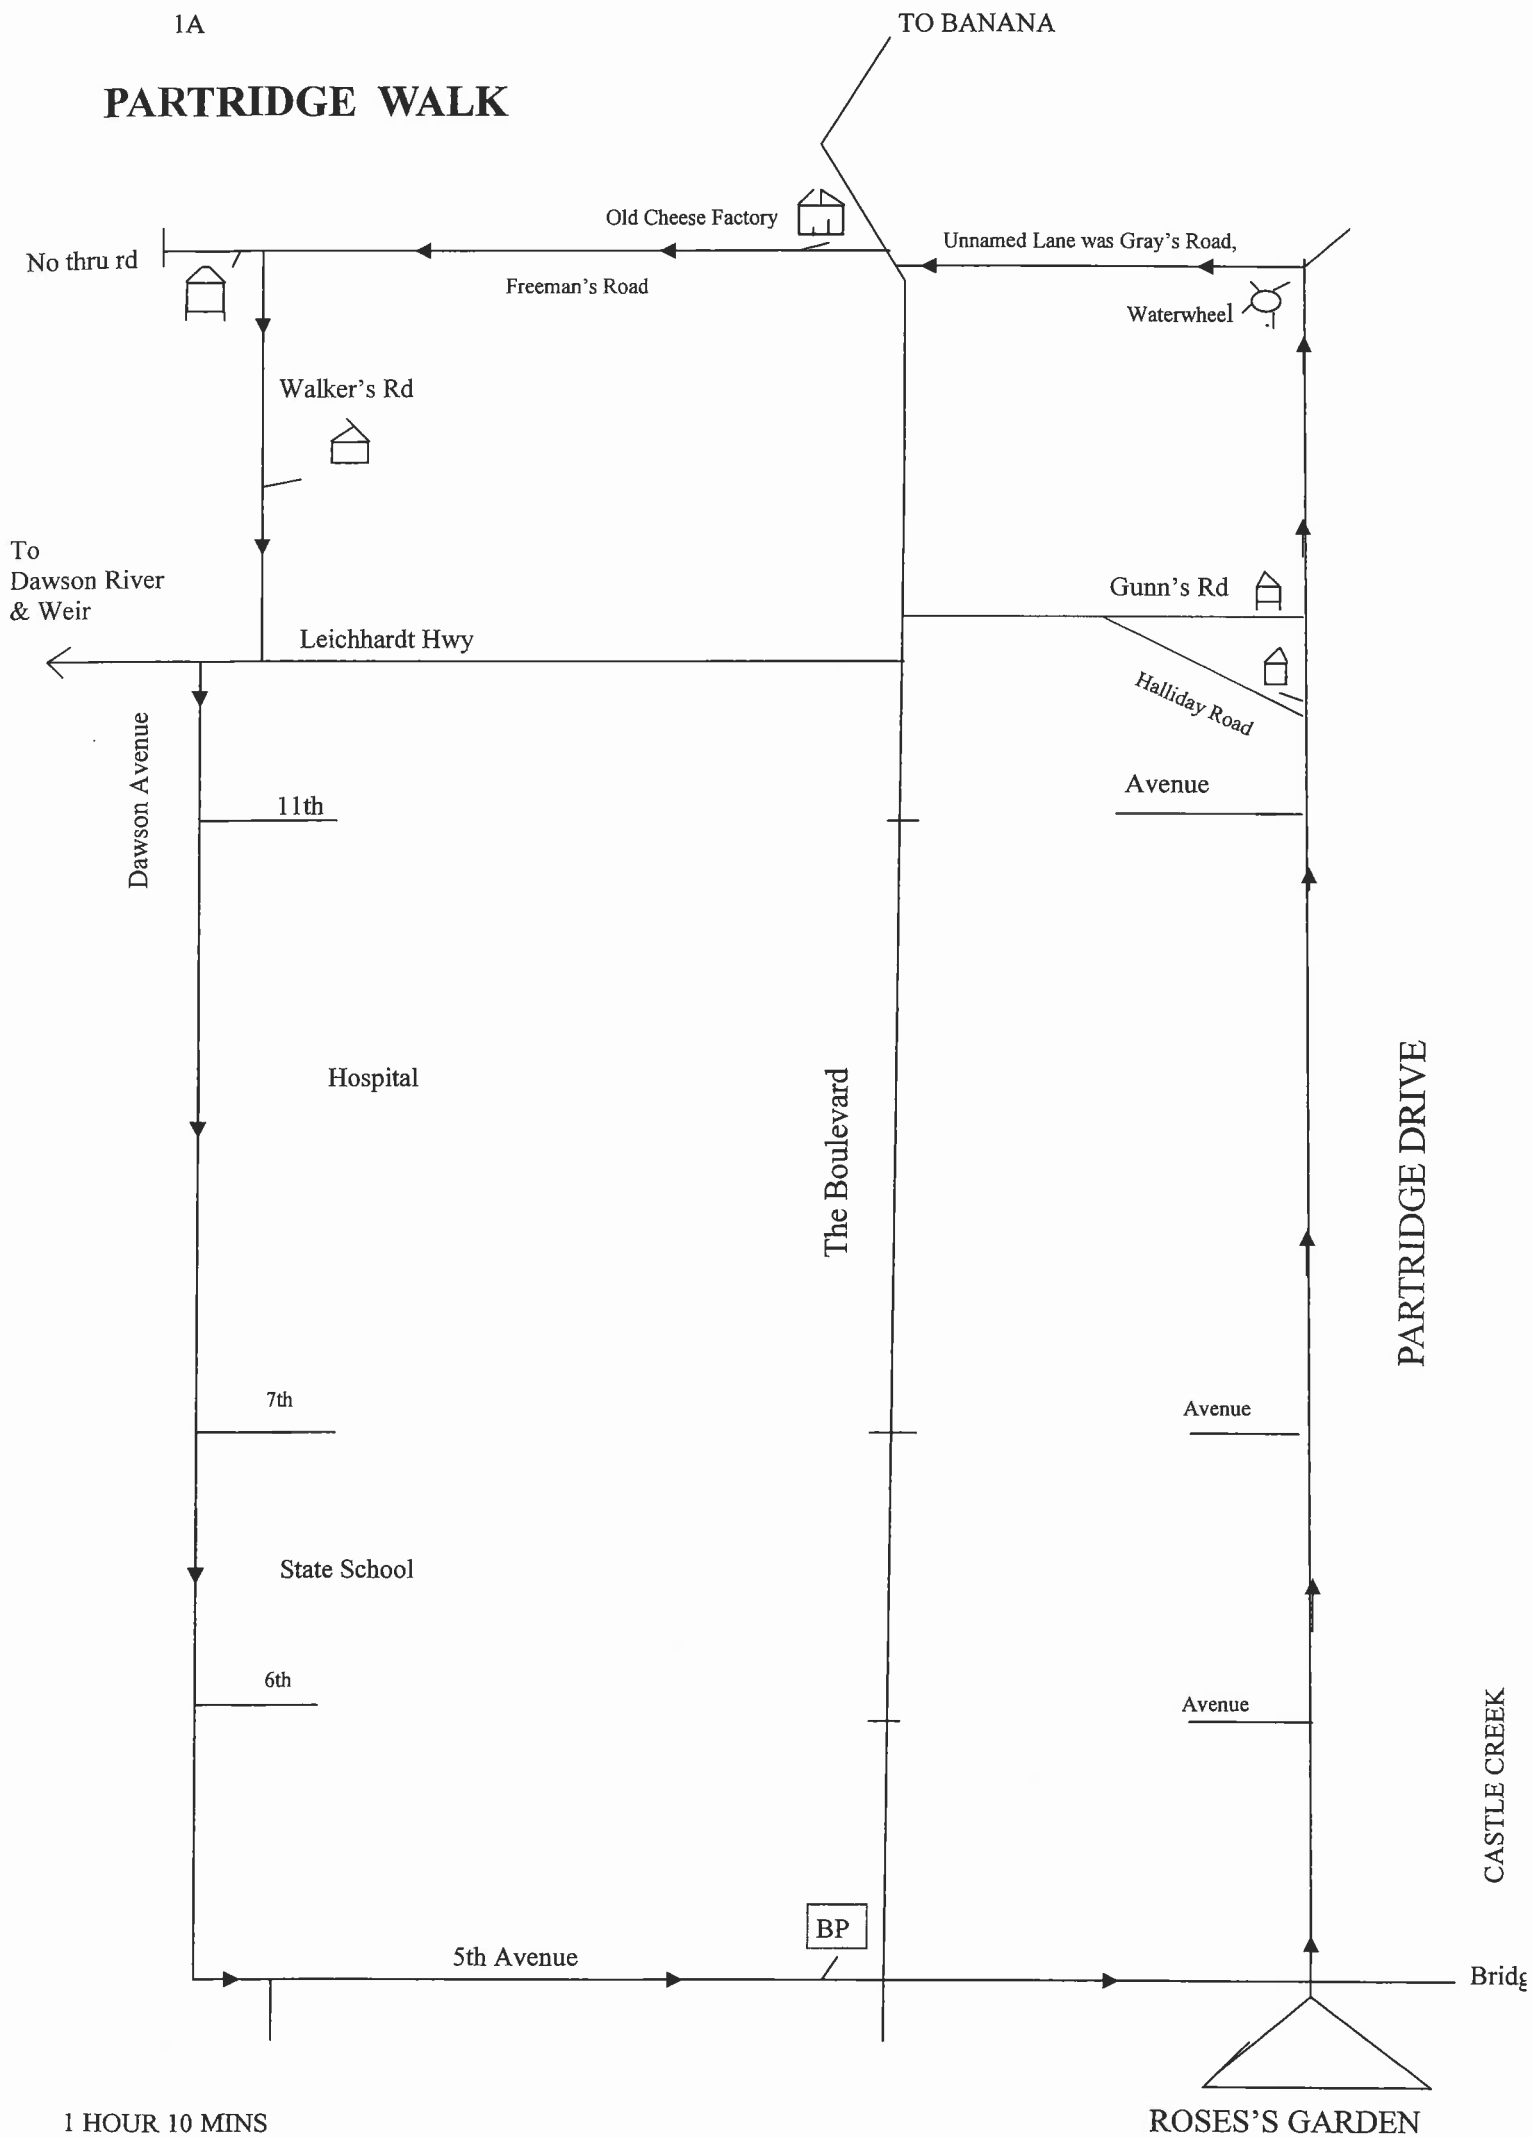 1A
TO BANANA
PARTRIDGE WALK
Old Cheese Factory
Unnamed Lane was Gray's Road,
No thru rd
Freeman's Road
Waterwheel
Walker's Rd
To
Dawson River
& Weir
Gunn's Rd
Leichhardt Hwy
Halliday Road
Dawson Avenue
Avenue
11th
Hospital
The Boulevard
PARTRIDGE DRIVE
7th
Avenue
State School
6th
Avenue
CASTLE CREEK
BP
5th Avenue
Bridg
1 HOUR 10 MINS
ROSES'S GARDEN